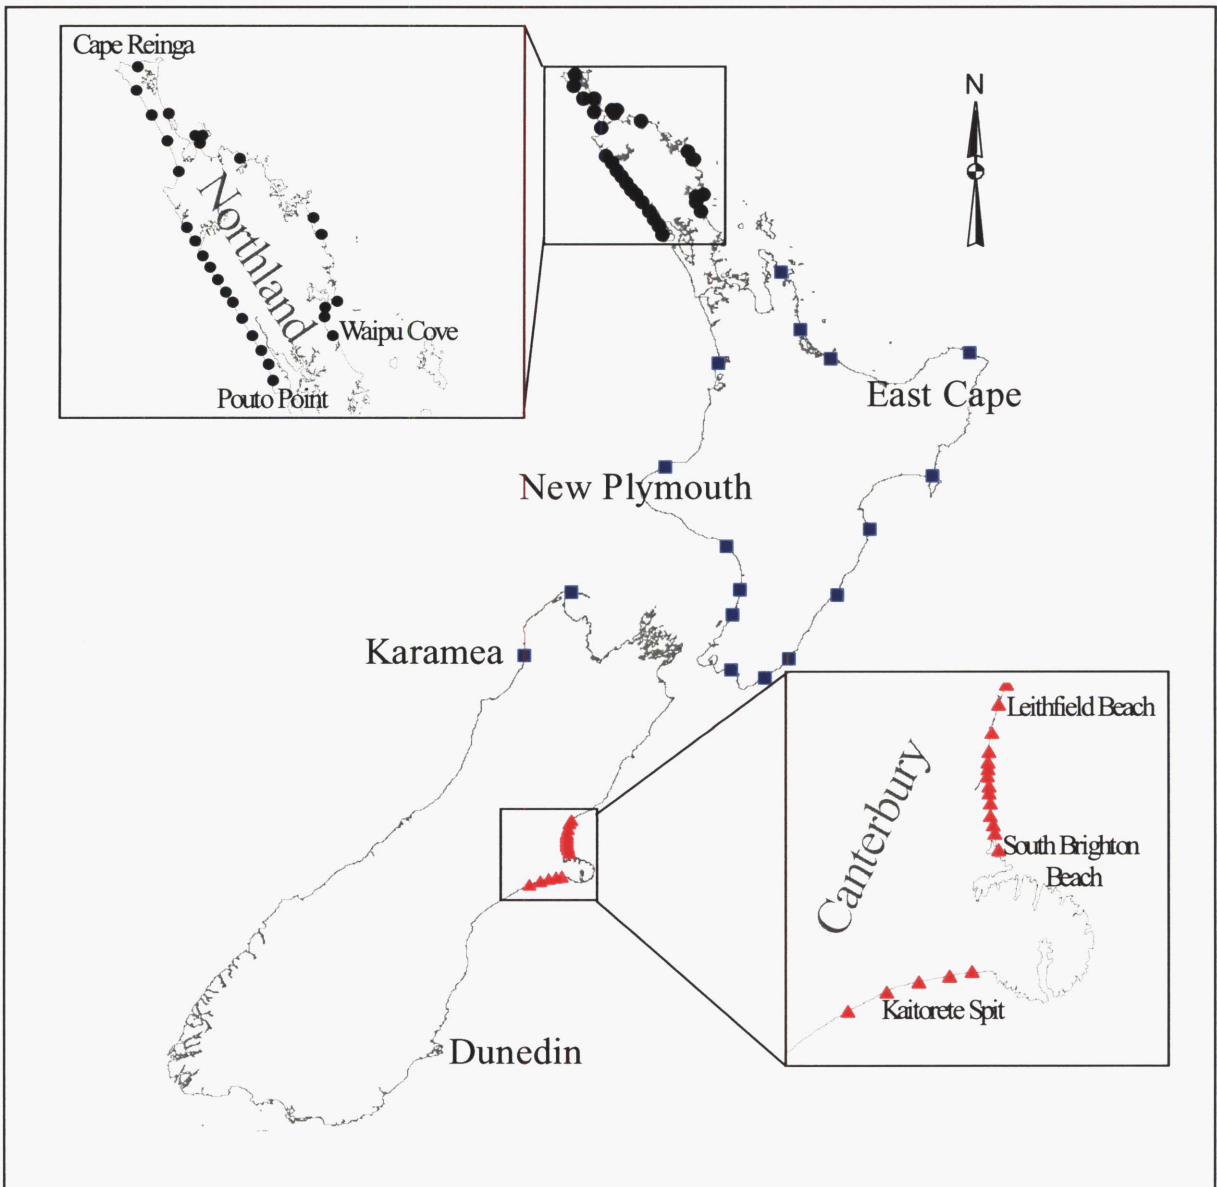 Cape Reinga
N
Northland
Waipu Cove
Pouto Point
East Cape
New Plymouth
Karamea
Leithfield Beach
Canterbury
South Brighton
Beach
Kaitorete Spit
Dunedin